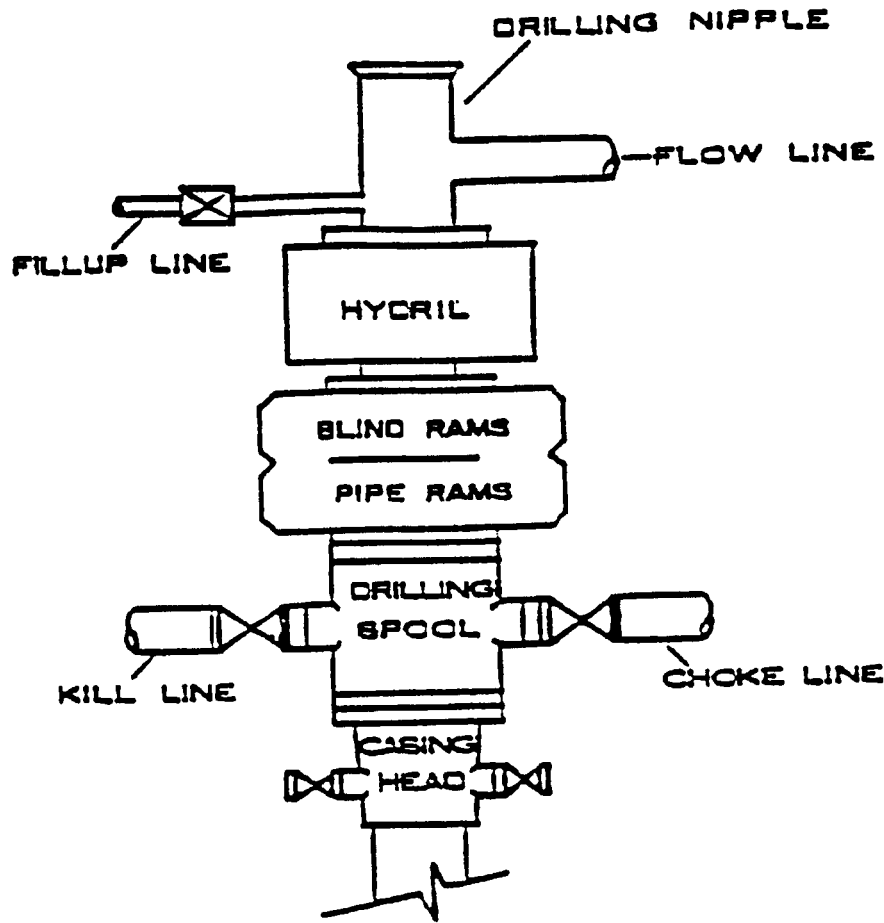 DRILLING NIPPLE
FLOW LINE
FILLUP LINE
HYDRIL
BLIND RAMS
PIPE RAMS
DRILLING
SPOOL
KILL LINE
CHOKE LINE
CASING
HEAD